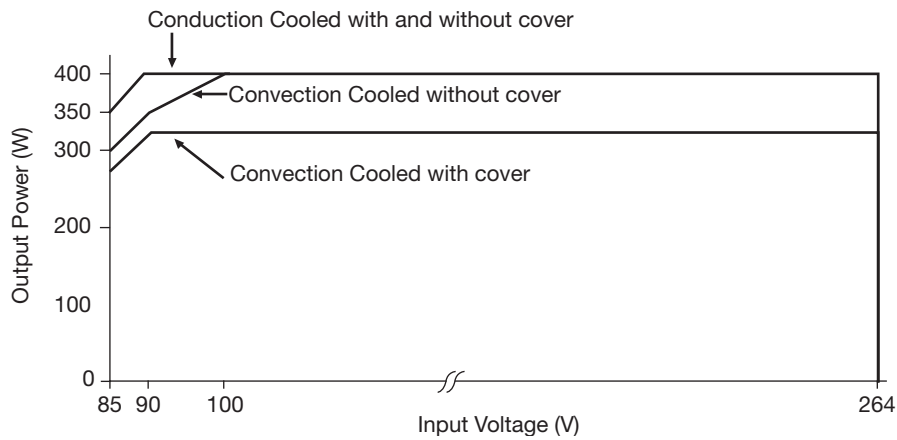 Conduction Cooled with and without cover
400
Convection Cooled without cover
350
300
Convection Cooled with cover
200
100
0
Output Power (W)
85 90 100 264
Input Voltage (V)